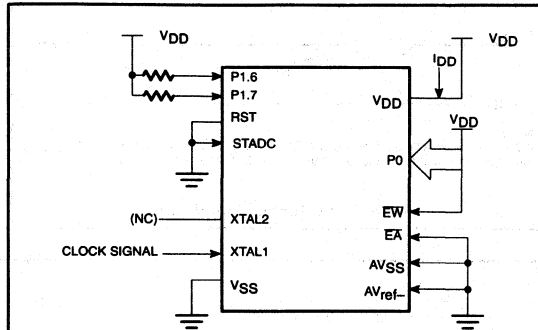 VDD
VDD
IDD
P1.6
P1.7
VDD
RST
VDD
STADC
P0
(NC)
XTAL2
EW
EA
CLOCK SIGNAL
XTAL1
AVSS
VSS
AVref–